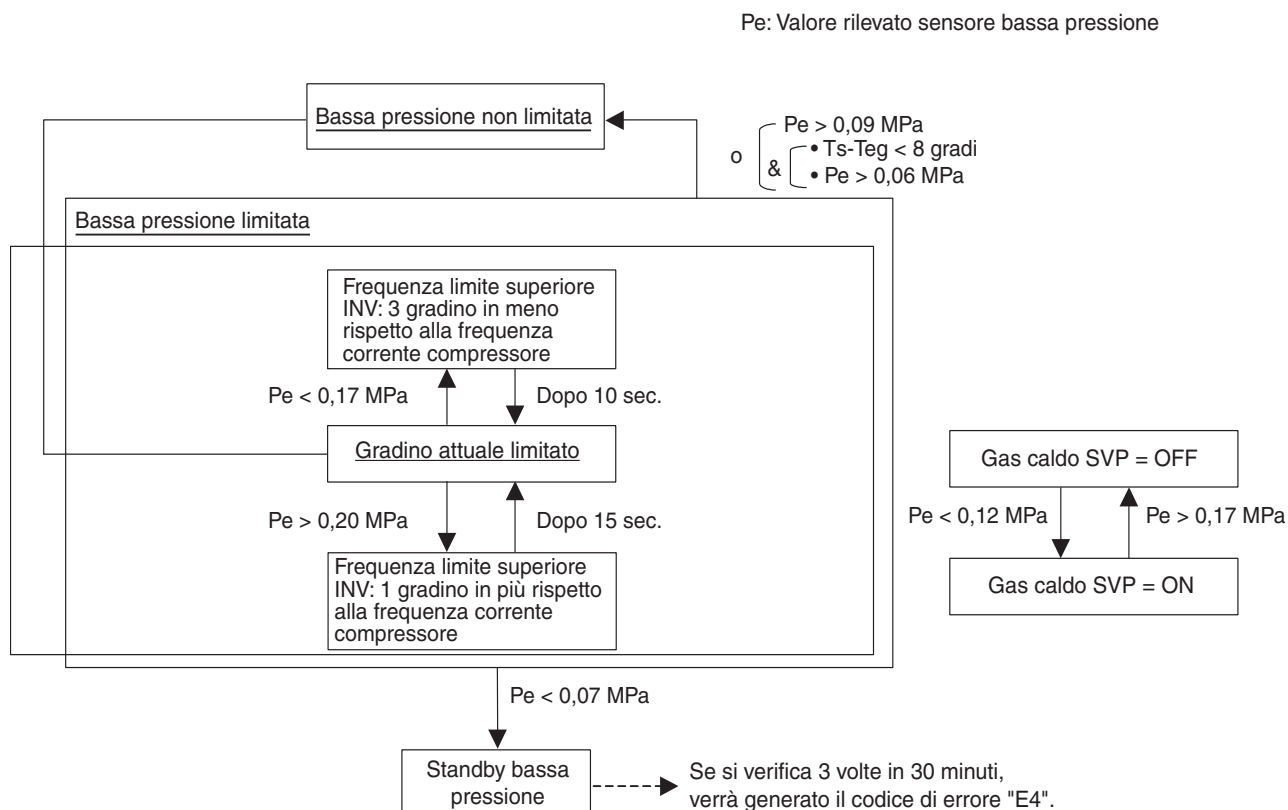 Pe: Valore rilevato sensore bassa pressione
Bassa pressione non limitata
Pe > 0,09 MPa
o
&
• Ts-Teg < 8 gradi
• Pe > 0,06 MPa
Bassa pressione limitata
Frequenza limite superiore
INV: 3 gradino in meno
rispetto alla frequenza
corrente compressore
Pe < 0,17 MPa
Dopo 10 sec.
Gradino attuale limitato
Pe > 0,20 MPa
Dopo 15 sec.
Frequenza limite superiore
INV: 1 gradino in più rispetto
alla frequenza corrente
compressore
Gas caldo SVP = OFF
Pe < 0,12 MPa
Pe > 0,17 MPa
Gas caldo SVP = ON
Pe < 0,07 MPa
Standby bassa
pressione
Se si verifica 3 volte in 30 minuti,
verrà generato il codice di errore "E4".